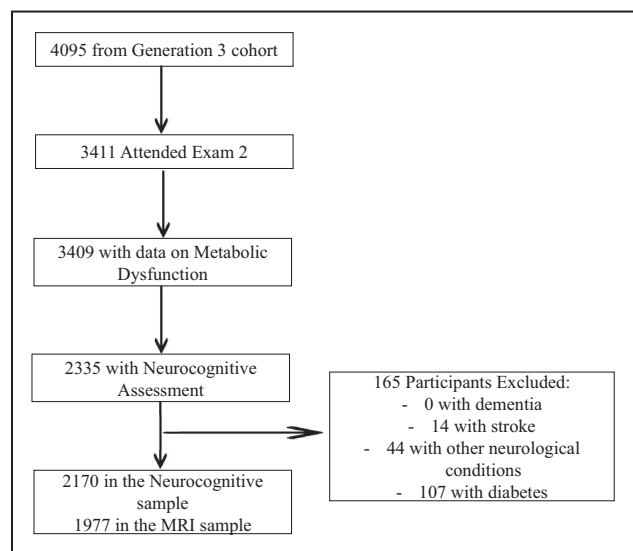 4095 from Generation 3 cohort
3411 Attended Exam 2
3409 with data on Metabolic
Dysfunction
2335 with Neurocognitive
Assessment
165 Participants Excluded:
- 0 with dementia
- 14 with stroke
- 44 with other neurological
conditions
- 107 with diabetes
2170 in the Neurocognitive
sample
1977 in the MRI sample